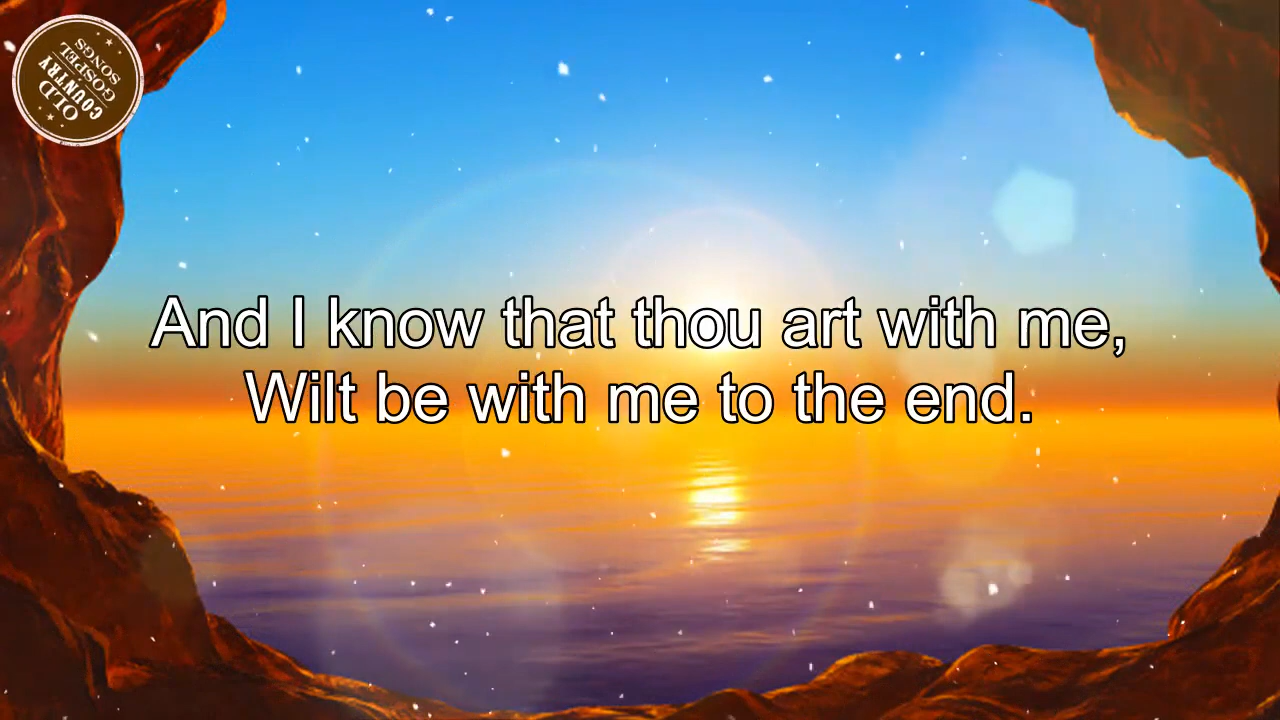 OLD
COUNTRY
GOSPEL
SONGS
And I know that thou art with me,
Wilt be with me to the end.